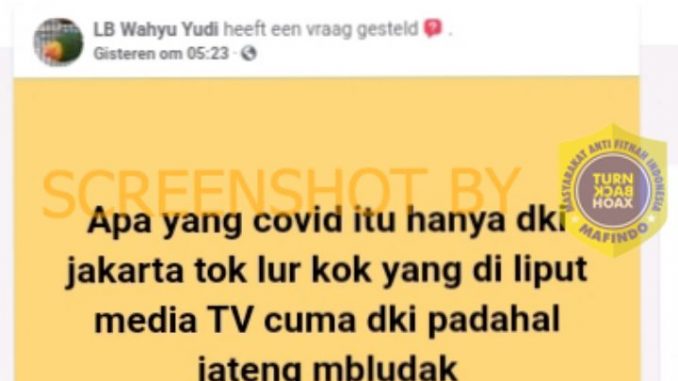 LB Wahyu Yudi heeft een vraag gesteld .
Gisteren om 05:23 ·
SCREENSHOT BY
MASYARAKAT ANTI FITNAH INDONESIA
TURN
BACK
HOAX
MAFINDO
Apa yang covid itu hanya dki
jakarta tok lur kok yang di liput
media TV cuma dki padahal
jateng mbludak